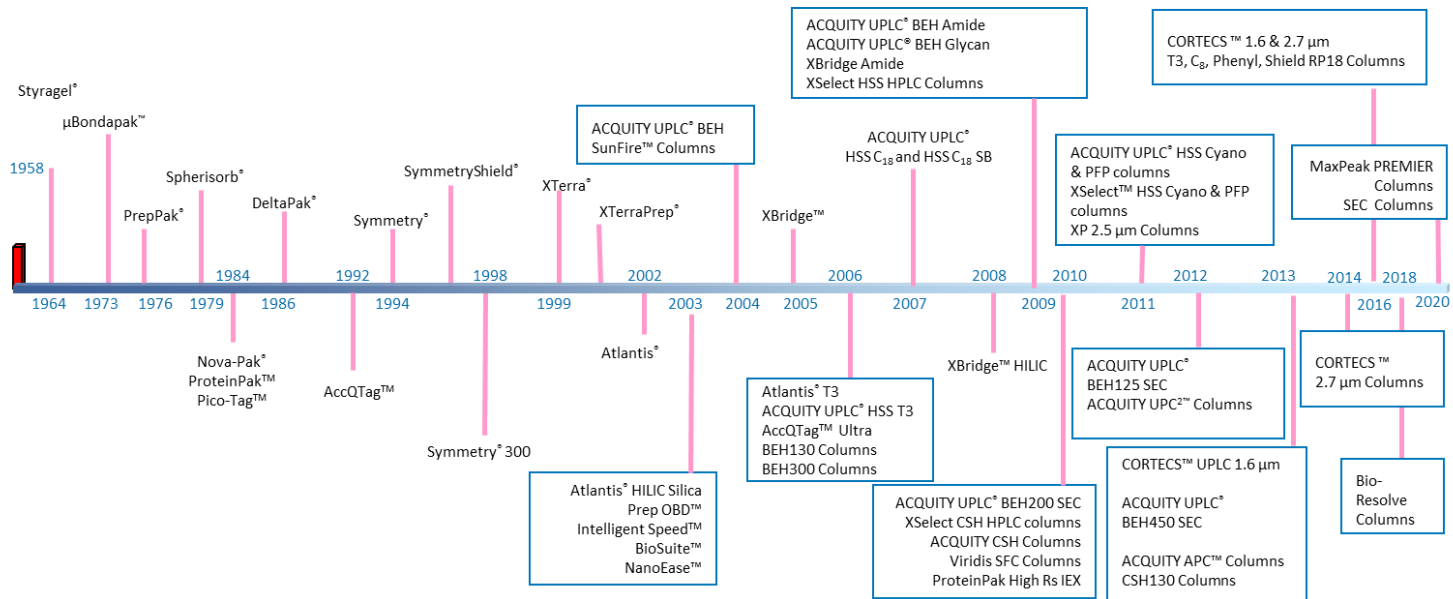 ACQUITY UPLC® BEH Amide
ACQUITY UPLC® BEH Glycan
XBridge Amide
XSelect HSS HPLC Columns
CORTECS ™ 1.6 & 2.7 µm
T3, C₈, Phenyl, Shield RP18 Columns
Styragel®
µBondapak™
ACQUITY UPLC® BEH
SunFire™ Columns
ACQUITY UPLC®
HSS C₁₈ and HSS C₁₈ SB
ACQUITY UPLC® HSS Cyano
& PFP columns
XSelect™ HSS Cyano & PFP
columns
XP 2.5 µm Columns
MaxPeak PREMIER
Columns
SEC Columns
1958
Spherisorb®
SymmetryShield®
XTerra®
PrepPak®
DeltaPak®
Symmetry®
XTerraPrep®
XBridge™
1984
1992
1998
2002
2006
2008
2010
2012
2013
2014
2018
1964
1973
1976
1979
1986
1994
1999
2003
2004
2005
2007
2009
2011
2016
2020
Nova-Pak®
ProteinPak™
Pico-Tag™
AccQTag™
Symmetry® 300
Atlantis®
Atlantis® HILIC Silica
Prep OBD™
Intelligent Speed™
BioSuite™
NanoEase™
Atlantis® T3
ACQUITY UPLC® HSS T3
AccQTag™ Ultra
BEH130 Columns
BEH300 Columns
XBridge™ HILIC
ACQUITY UPLC® BEH200 SEC
XSelect CSH HPLC columns
ACQUITY CSH Columns
Viridis SFC Columns
ProteinPak High Rs IEX
ACQUITY UPLC®
BEH125 SEC
ACQUITY UPC²™ Columns
CORTECS™ UPLC 1.6 µm
ACQUITY UPLC®
BEH450 SEC
ACQUITY APC™ Columns
CSH130 Columns
CORTECS ™
2.7 µm Columns
Bio-
Resolve
Columns